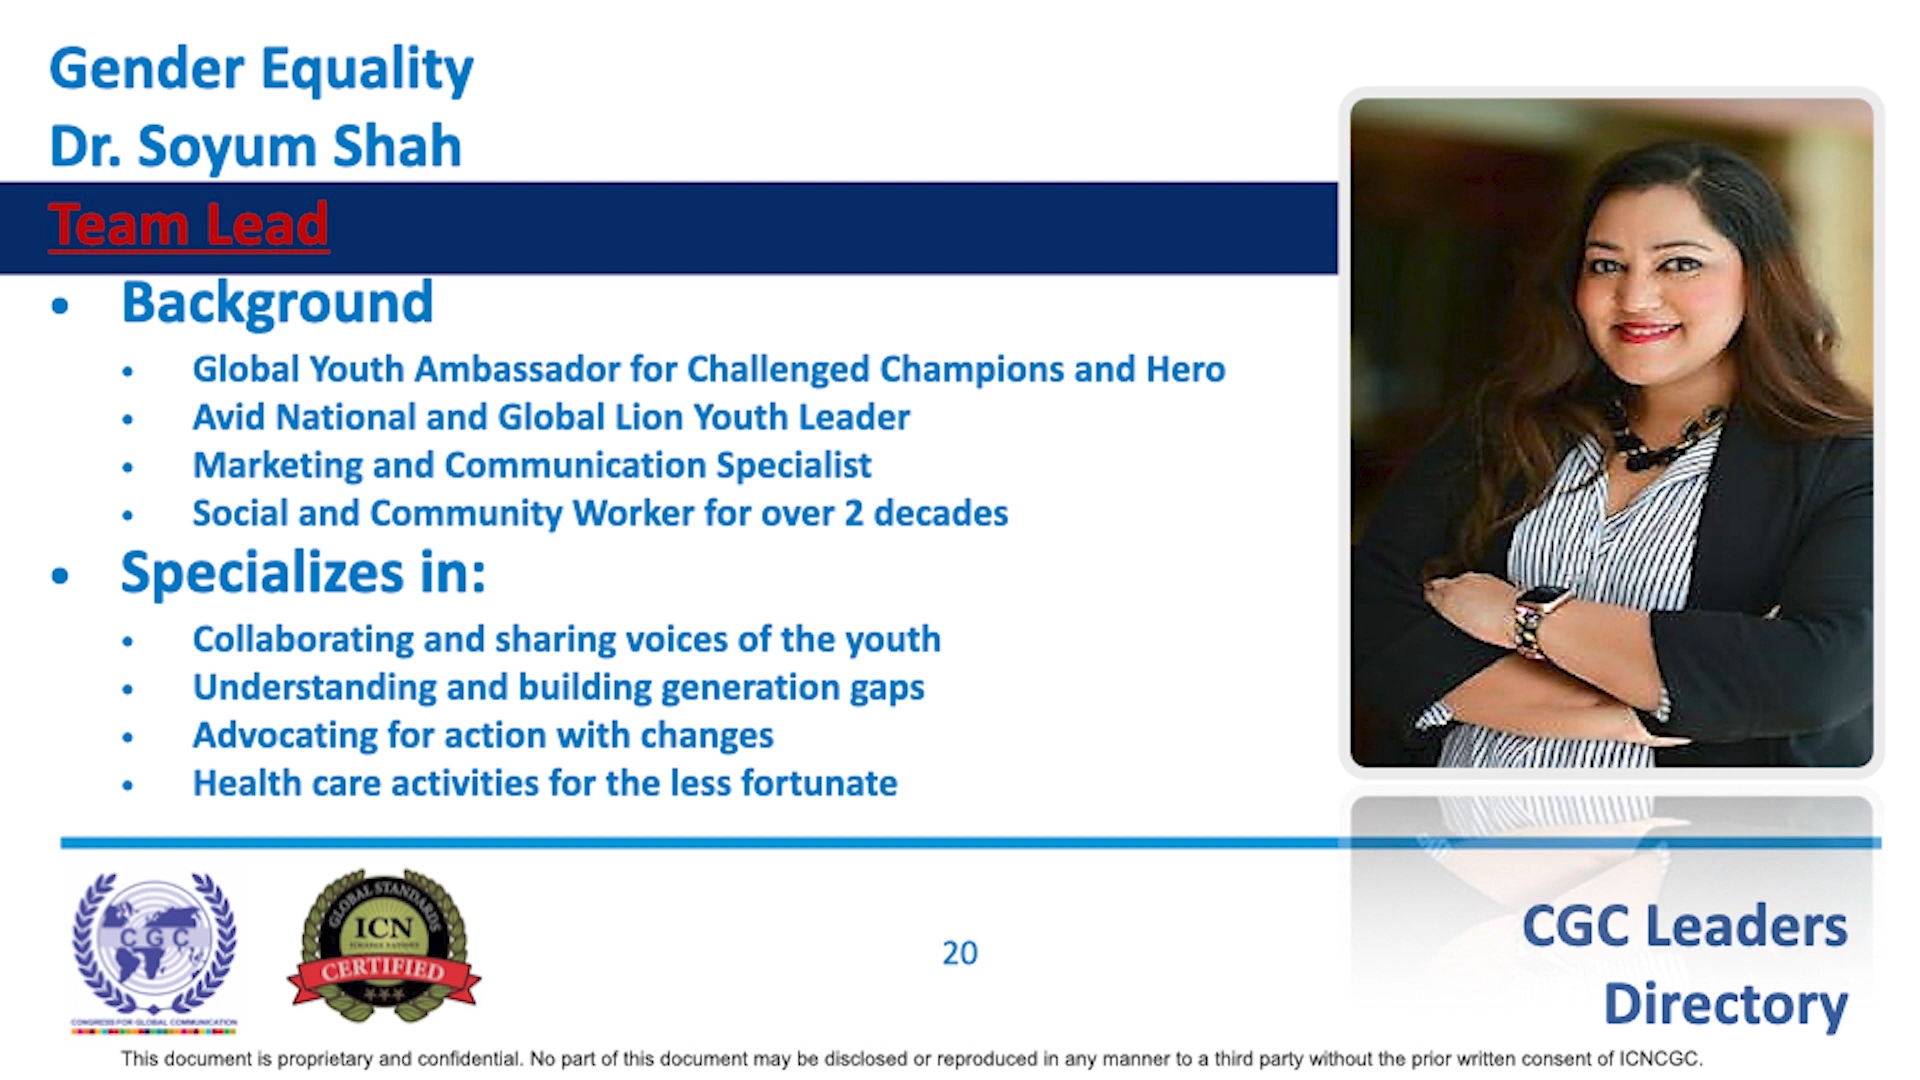 Gender Equality
Dr. Soyum Shah
Team Lead
• Background
• Global Youth Ambassador for Challenged Champions and Hero
• Avid National and Global Lion Youth Leader
• Marketing and Communication Specialist
• Social and Community Worker for over 2 decades
• Specializes in:
• Collaborating and sharing voices of the youth
• Understanding and building generation gaps
• Advocating for action with changes
• Health care activities for the less fortunate
CGC
CONGRESS FOR GLOBAL COMMUNICATION
GLOBAL STANDARDS
ICN
CERTIFIED
20
CGC Leaders
Directory
This document is proprietary and confidential. No part of this document may be disclosed or reproduced in any manner to a third party without the prior written consent of ICNCGC.